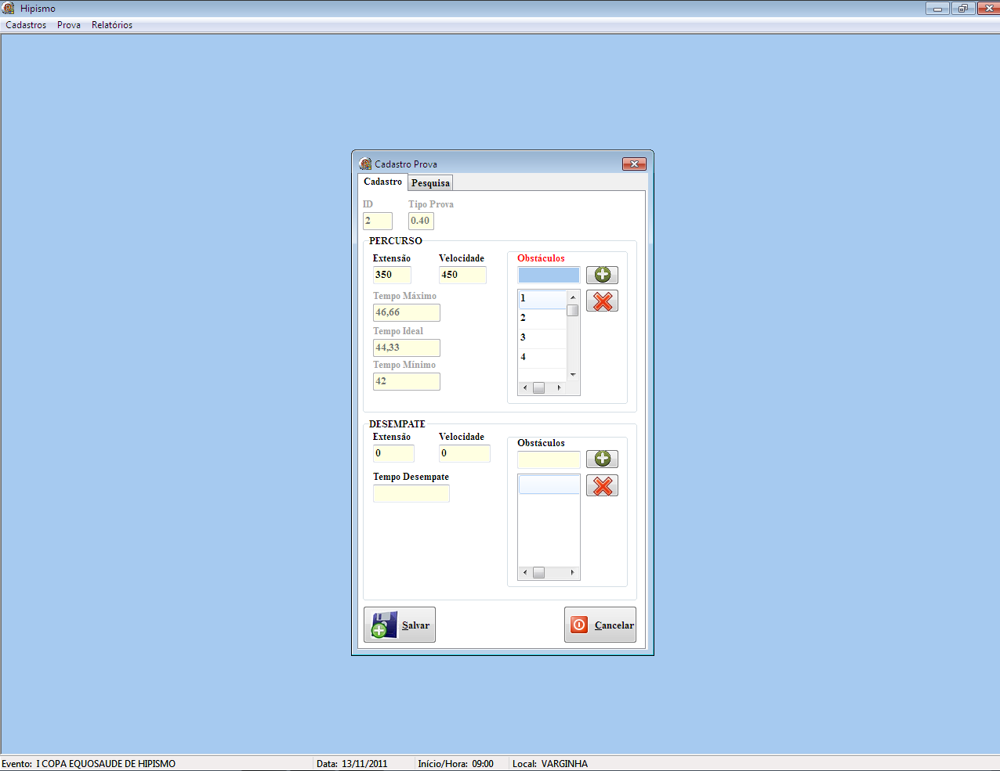 Hipismo
Cadastros Prova Relatórios
Cadastro Prova
Cadastro Pesquisa
ID Tipo Prova
2 0.40
PERCURSO
Extensão Velocidade Obstáculos
350 450
Tempo Máximo
46,66
Tempo Ideal
44,33
Tempo Mínimo
42
1
2
3
4
DESEMPATE
Extensão Velocidade Obstáculos
0 0
Tempo Desempate
Salvar Cancelar
Evento: I COPA EQUOSAUDE DE HIPISMO Data: 13/11/2011 Início/Hora: 09:00 Local: VARGINHA